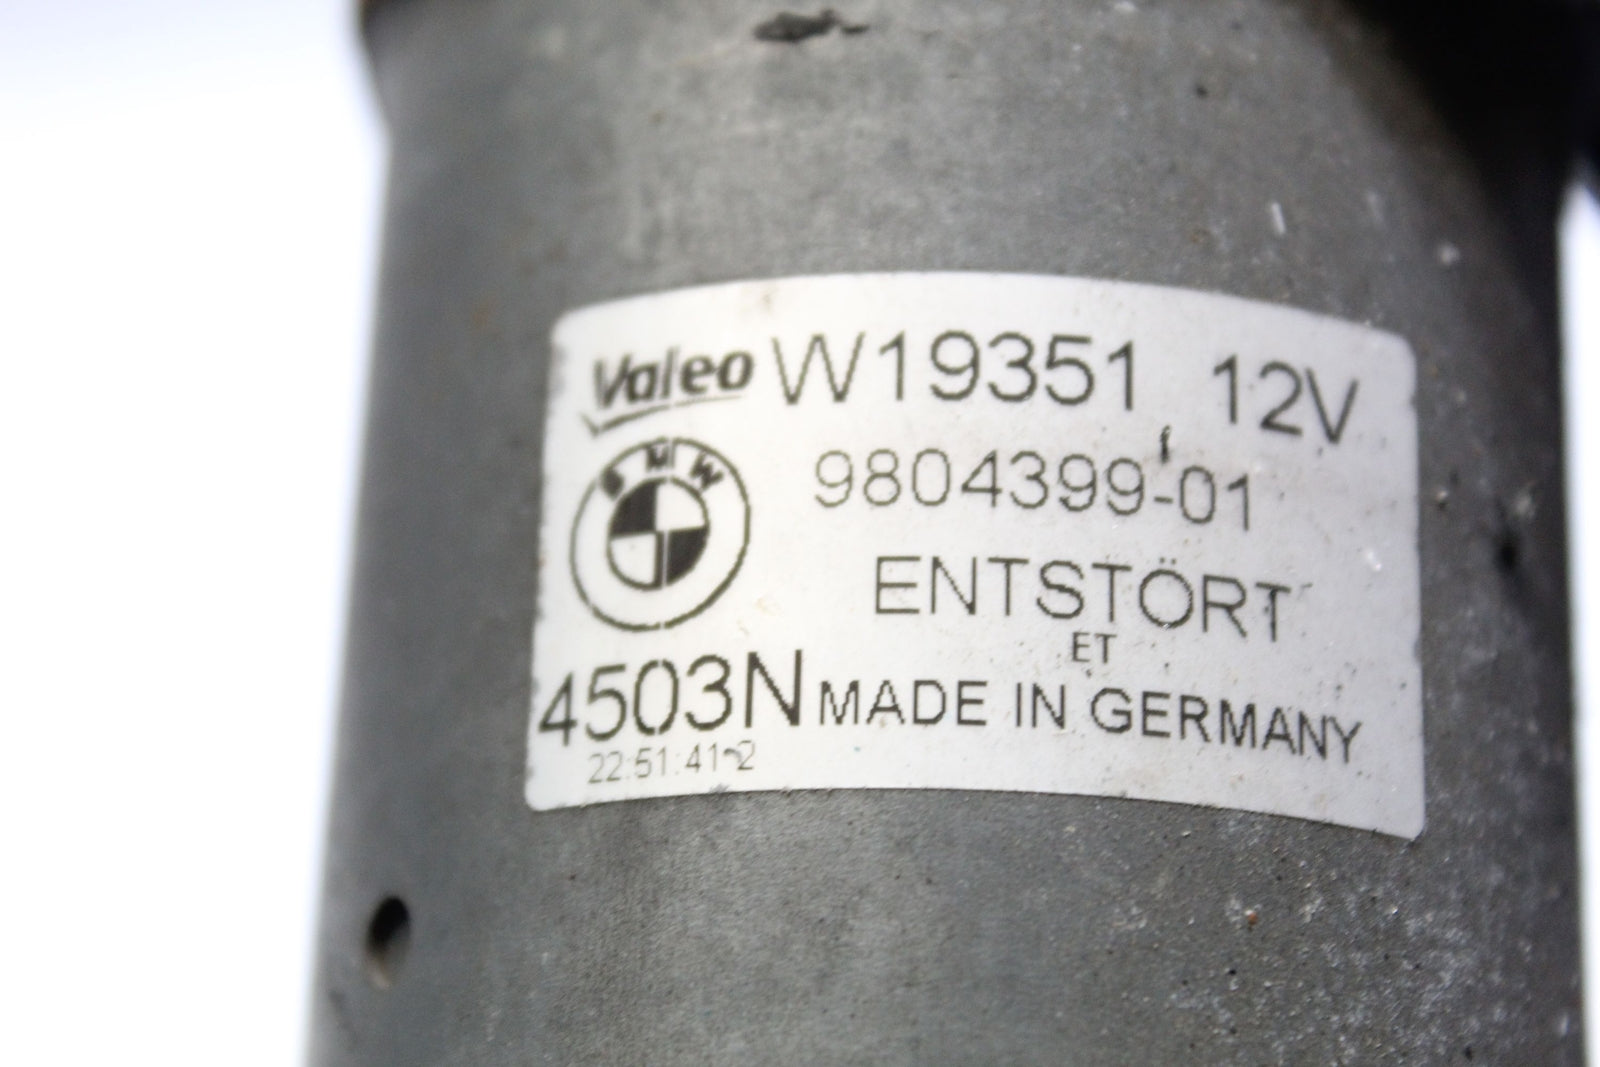 Valeo W19351 12V
BMW
9804399-01
ENTSTÖRT
ET
4503N MADE IN GERMANY
22:51:41-2